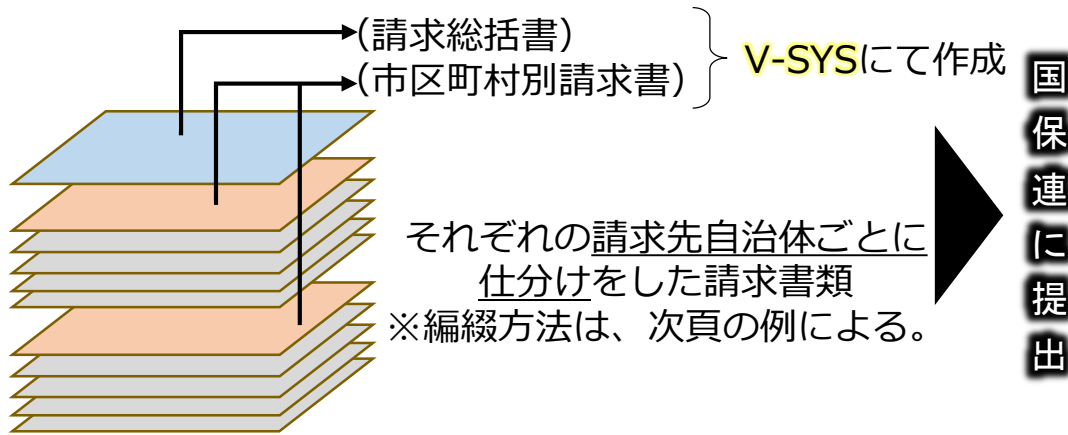 (請求総括書)
(市区町村別請求書)
V-SYSにて作成
それぞれの請求先自治体ごとに
仕分けをした請求書類
※編綴方法は、次頁の例による。
国保連に提出